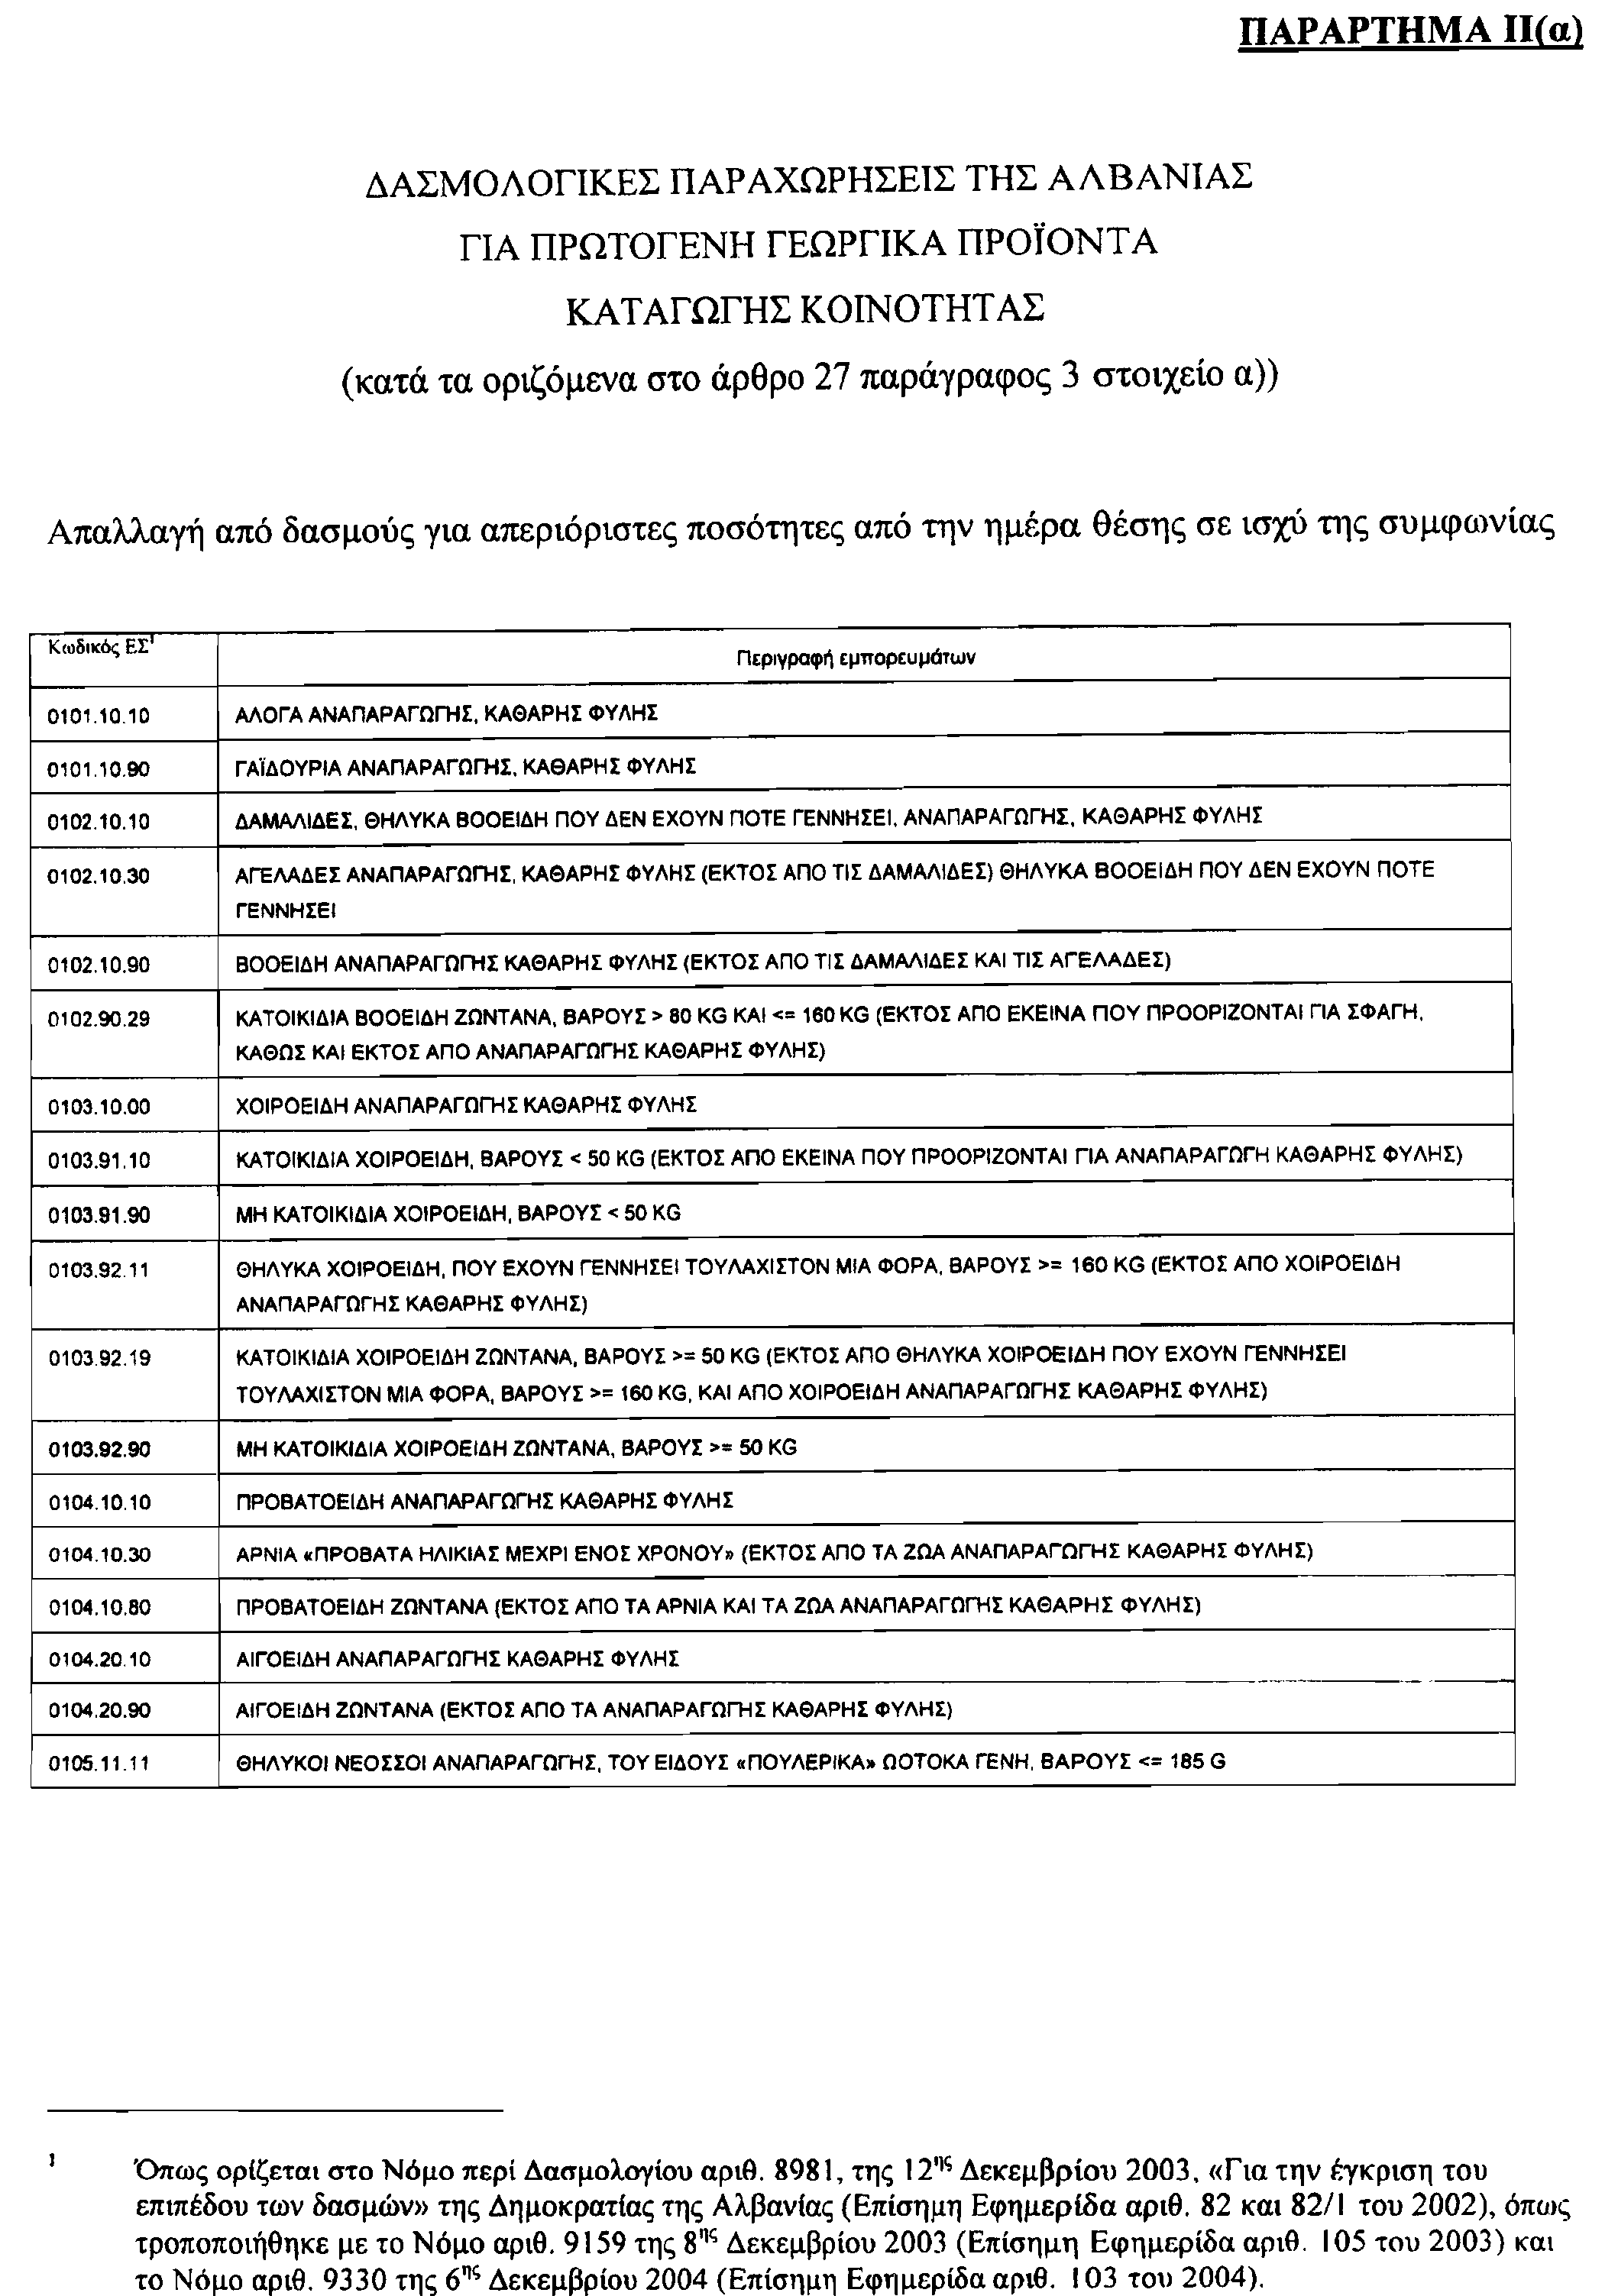 ΠΑΡΑΡΤΗΜΑ ΙΙ(α)
ΔΑΣΜΟΛΟΓΙΚΕΣ ΠΑΡΑΧΩΡΗΣΕΙΣ ΤΗΣ ΑΛΒΑΝΙΑΣ
ΓΙΑ ΠΡΩΤΟΓΕΝΗ ΓΕΩΡΓΙΚΑ ΠΡΟΪΟΝΤΑ
ΚΑΤΑΓΩΓΗΣ ΚΟΙΝΟΤΗΤΑΣ
(κατά τα οριζόμενα στο άρθρο 27 παράγραφος 3 στοιχείο α))
Απαλλαγή από δασμούς για απεριόριστες ποσότητες από την ημέρα θέσης σε ισχύ της συμφωνίας
Κωδικός ΕΣ¹ Περιγραφή εμπορευμάτων
0101.10.10 ΑΛΟΓΑ ΑΝΑΠΑΡΑΓΩΓΗΣ, ΚΑΘΑΡΗΣ ΦΥΛΗΣ
0101.10.90 ΓΑΪΔΟΥΡΙΑ ΑΝΑΠΑΡΑΓΩΓΗΣ, ΚΑΘΑΡΗΣ ΦΥΛΗΣ
0102.10.10 ΔΑΜΑΛΙΔΕΣ, ΘΗΛΥΚΑ ΒΟΟΕΙΔΗ ΠΟΥ ΔΕΝ ΕΧΟΥΝ ΠΟΤΕ ΓΕΝΝΗΣΕΙ, ΑΝΑΠΑΡΑΓΩΓΗΣ, ΚΑΘΑΡΗΣ ΦΥΛΗΣ
0102.10.30 ΑΓΕΛΑΔΕΣ ΑΝΑΠΑΡΑΓΩΓΗΣ, ΚΑΘΑΡΗΣ ΦΥΛΗΣ (ΕΚΤΟΣ ΑΠΟ ΤΙΣ ΔΑΜΑΛΙΔΕΣ) ΘΗΛΥΚΑ ΒΟΟΕΙΔΗ ΠΟΥ ΔΕΝ ΕΧΟΥΝ ΠΟΤΕ
ΓΕΝΝΗΣΕΙ
0102.10.90 ΒΟΟΕΙΔΗ ΑΝΑΠΑΡΑΓΩΓΗΣ ΚΑΘΑΡΗΣ ΦΥΛΗΣ (ΕΚΤΟΣ ΑΠΟ ΤΙΣ ΔΑΜΑΛΙΔΕΣ ΚΑΙ ΤΙΣ ΑΓΕΛΑΔΕΣ)
0102.90.29 ΚΑΤΟΙΚΙΔΙΑ ΒΟΟΕΙΔΗ ΖΩΝΤΑΝΑ, ΒΑΡΟΥΣ > 80 KG ΚΑΙ <= 160 KG (ΕΚΤΟΣ ΑΠΟ ΕΚΕΙΝΑ ΠΟΥ ΠΡΟΟΡΙΖΟΝΤΑΙ ΓΙΑ ΣΦΑΓΗ,
ΚΑΘΩΣ ΚΑΙ ΕΚΤΟΣ ΑΠΟ ΑΝΑΠΑΡΑΓΩΓΗΣ ΚΑΘΑΡΗΣ ΦΥΛΗΣ)
0103.10.00 ΧΟΙΡΟΕΙΔΗ ΑΝΑΠΑΡΑΓΩΓΗΣ ΚΑΘΑΡΗΣ ΦΥΛΗΣ
0103.91.10 ΚΑΤΟΙΚΙΔΙΑ ΧΟΙΡΟΕΙΔΗ, ΒΑΡΟΥΣ < 50 KG (ΕΚΤΟΣ ΑΠΟ ΕΚΕΙΝΑ ΠΟΥ ΠΡΟΟΡΙΖΟΝΤΑΙ ΓΙΑ ΑΝΑΠΑΡΑΓΩΓΗ ΚΑΘΑΡΗΣ ΦΥΛΗΣ)
0103.91.90 ΜΗ ΚΑΤΟΙΚΙΔΙΑ ΧΟΙΡΟΕΙΔΗ, ΒΑΡΟΥΣ < 50 KG
0103.92.11 ΘΗΛΥΚΑ ΧΟΙΡΟΕΙΔΗ, ΠΟΥ ΕΧΟΥΝ ΓΕΝΝΗΣΕΙ ΤΟΥΛΑΧΙΣΤΟΝ ΜΙΑ ΦΟΡΑ, ΒΑΡΟΥΣ >= 160 KG (ΕΚΤΟΣ ΑΠΟ ΧΟΙΡΟΕΙΔΗ
ΑΝΑΠΑΡΑΓΩΓΗΣ ΚΑΘΑΡΗΣ ΦΥΛΗΣ)
0103.92.19 ΚΑΤΟΙΚΙΔΙΑ ΧΟΙΡΟΕΙΔΗ ΖΩΝΤΑΝΑ, ΒΑΡΟΥΣ >= 50 KG (ΕΚΤΟΣ ΑΠΟ ΘΗΛΥΚΑ ΧΟΙΡΟΕΙΔΗ ΠΟΥ ΕΧΟΥΝ ΓΕΝΝΗΣΕΙ
ΤΟΥΛΑΧΙΣΤΟΝ ΜΙΑ ΦΟΡΑ, ΒΑΡΟΥΣ >= 160 KG, ΚΑΙ ΑΠΟ ΧΟΙΡΟΕΙΔΗ ΑΝΑΠΑΡΑΓΩΓΗΣ ΚΑΘΑΡΗΣ ΦΥΛΗΣ)
0103.92.90 ΜΗ ΚΑΤΟΙΚΙΔΙΑ ΧΟΙΡΟΕΙΔΗ ΖΩΝΤΑΝΑ, ΒΑΡΟΥΣ >= 50 KG
0104.10.10 ΠΡΟΒΑΤΟΕΙΔΗ ΑΝΑΠΑΡΑΓΩΓΗΣ ΚΑΘΑΡΗΣ ΦΥΛΗΣ
0104.10.30 ΑΡΝΙΑ «ΠΡΟΒΑΤΑ ΗΛΙΚΙΑΣ ΜΕΧΡΙ ΕΝΟΣ ΧΡΟΝΟΥ» (ΕΚΤΟΣ ΑΠΟ ΤΑ ΖΩΑ ΑΝΑΠΑΡΑΓΩΓΗΣ ΚΑΘΑΡΗΣ ΦΥΛΗΣ)
0104.10.80 ΠΡΟΒΑΤΟΕΙΔΗ ΖΩΝΤΑΝΑ (ΕΚΤΟΣ ΑΠΟ ΤΑ ΑΡΝΙΑ ΚΑΙ ΤΑ ΖΩΑ ΑΝΑΠΑΡΑΓΩΓΗΣ ΚΑΘΑΡΗΣ ΦΥΛΗΣ)
0104.20.10 ΑΙΓΟΕΙΔΗ ΑΝΑΠΑΡΑΓΩΓΗΣ ΚΑΘΑΡΗΣ ΦΥΛΗΣ
0104.20.90 ΑΙΓΟΕΙΔΗ ΖΩΝΤΑΝΑ (ΕΚΤΟΣ ΑΠΟ ΤΑ ΑΝΑΠΑΡΑΓΩΓΗΣ ΚΑΘΑΡΗΣ ΦΥΛΗΣ)
0105.11.11 ΘΗΛΥΚΟΙ ΝΕΟΣΣΟΙ ΑΝΑΠΑΡΑΓΩΓΗΣ, ΤΟΥ ΕΙΔΟΥΣ «ΠΟΥΛΕΡΙΚΑ» ΩΟΤΟΚΑ ΓΕΝΗ, ΒΑΡΟΥΣ <= 185 G
¹ Όπως ορίζεται στο Νόμο περί Δασμολογίου αριθ. 8981, της 12ης Δεκεμβρίου 2003, «Για την έγκριση του
επιπέδου των δασμών» της Δημοκρατίας της Αλβανίας (Επίσημη Εφημερίδα αριθ. 82 και 82/1 του 2002), όπως
τροποποιήθηκε με το Νόμο αριθ. 9159 της 8ης Δεκεμβρίου 2003 (Επίσημη Εφημερίδα αριθ. 105 του 2003) και
το Νόμο αριθ. 9330 της 6ης Δεκεμβρίου 2004 (Επίσημη Εφημερίδα αριθ. 103 του 2004).